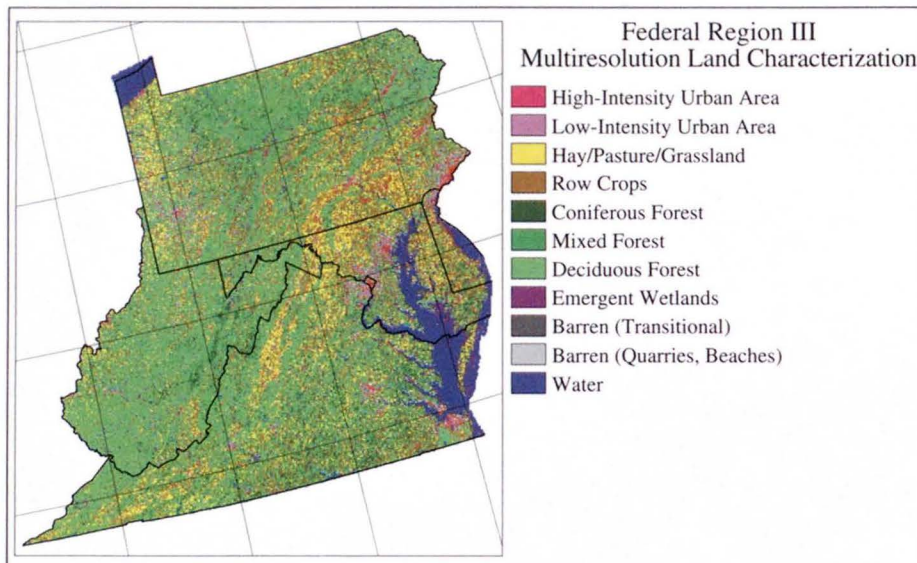 Federal Region III
Multiresolution Land Characterization
High-Intensity Urban Area
Low-Intensity Urban Area
Hay/Pasture/Grassland
Row Crops
Coniferous Forest
Mixed Forest
Deciduous Forest
Emergent Wetlands
Barren (Transitional)
Barren (Quarries, Beaches)
Water